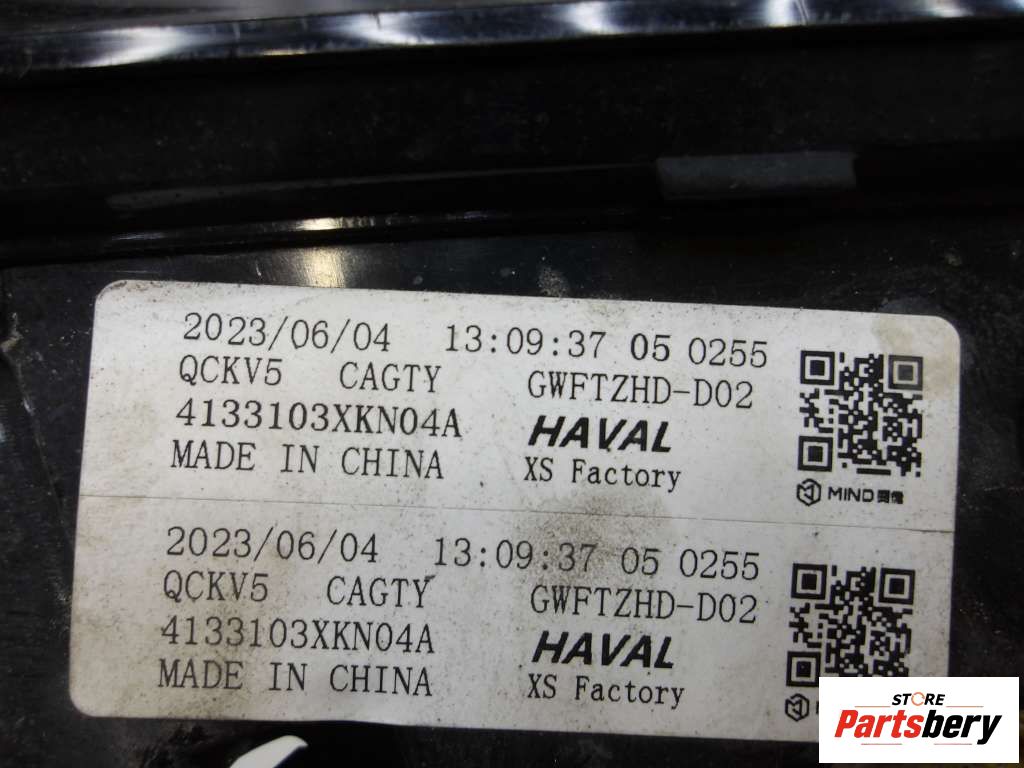 2023/06/04 13:09:37 05 0255
QCKV5 CAGTY GWFTZHD-D02
4133103XKN04A HAVAL
MADE IN CHINA XS Factory
MIND
2023/06/04 13:09:37 05 0255
QCKV5 CAGTY GWFTZHD-D02
4133103XKN04A HAVAL
MADE IN CHINA XS Factory
STORE
Partsbery